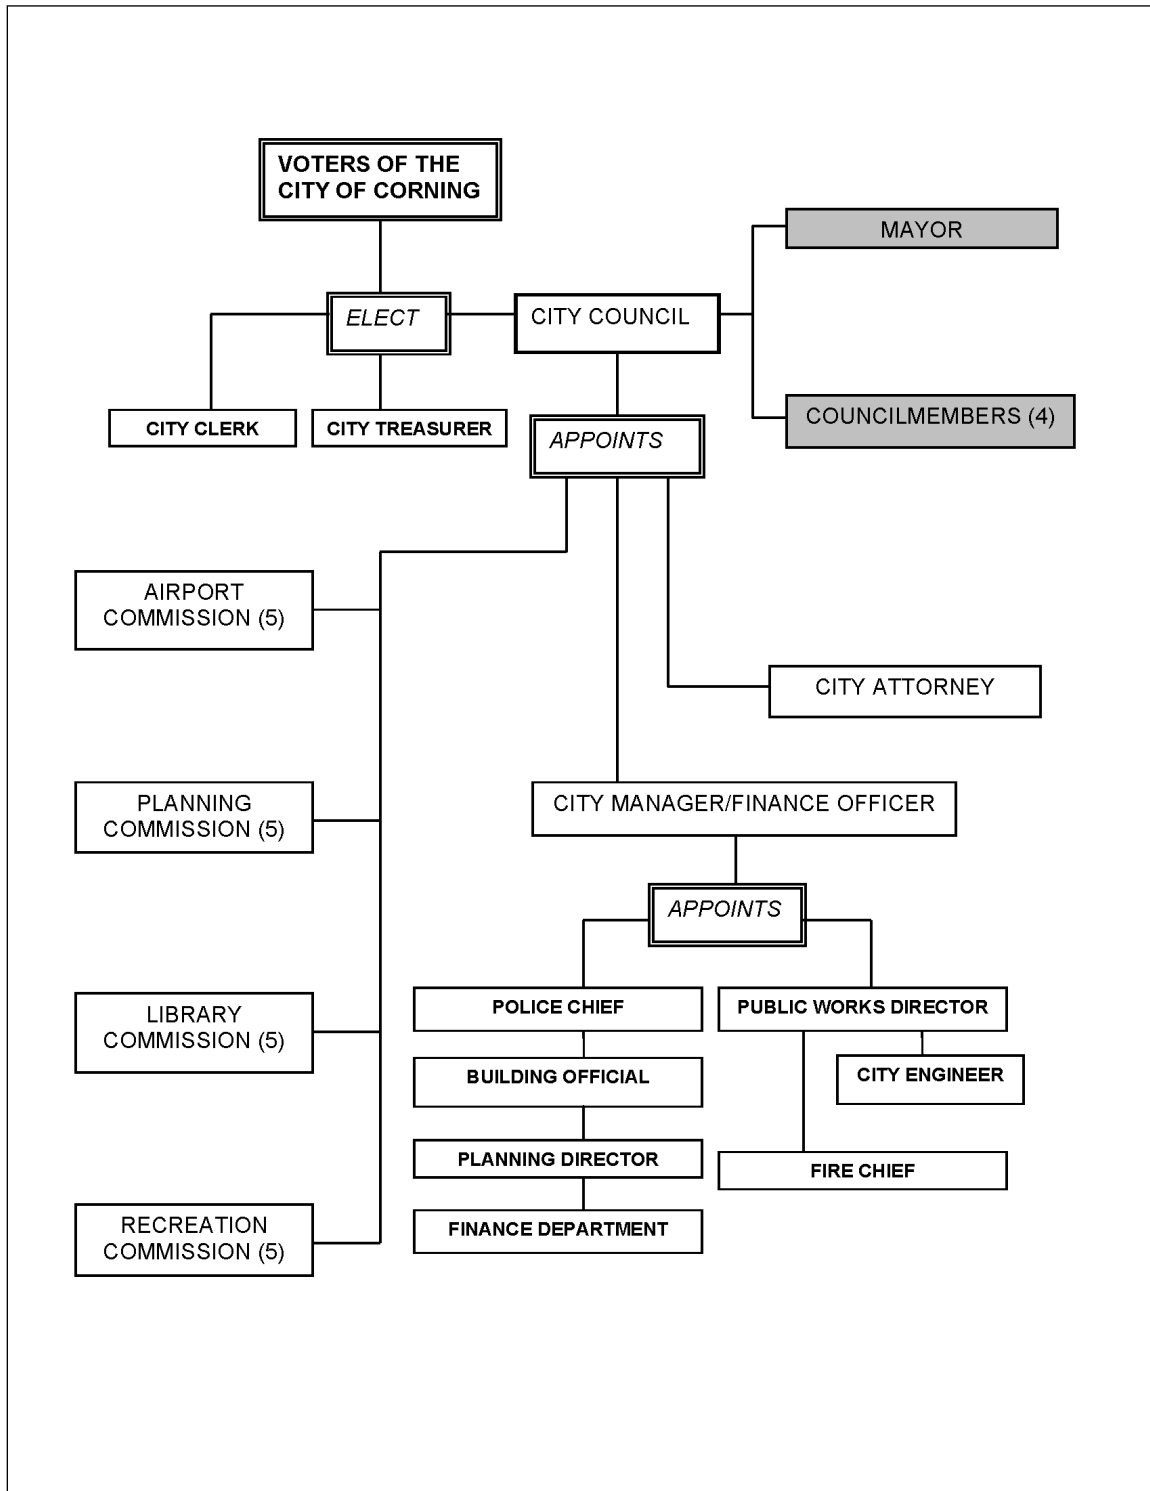 VOTERS OF THE
CITY OF CORNING
MAYOR
ELECT
CITY COUNCIL
CITY CLERK
CITY TREASURER
COUNCILMEMBERS (4)
APPOINTS
AIRPORT
COMMISSION (5)
CITY ATTORNEY
PLANNING
COMMISSION (5)
CITY MANAGER/FINANCE OFFICER
APPOINTS
POLICE CHIEF
PUBLIC WORKS DIRECTOR
LIBRARY
COMMISSION (5)
BUILDING OFFICIAL
CITY ENGINEER
PLANNING DIRECTOR
FIRE CHIEF
RECREATION
COMMISSION (5)
FINANCE DEPARTMENT